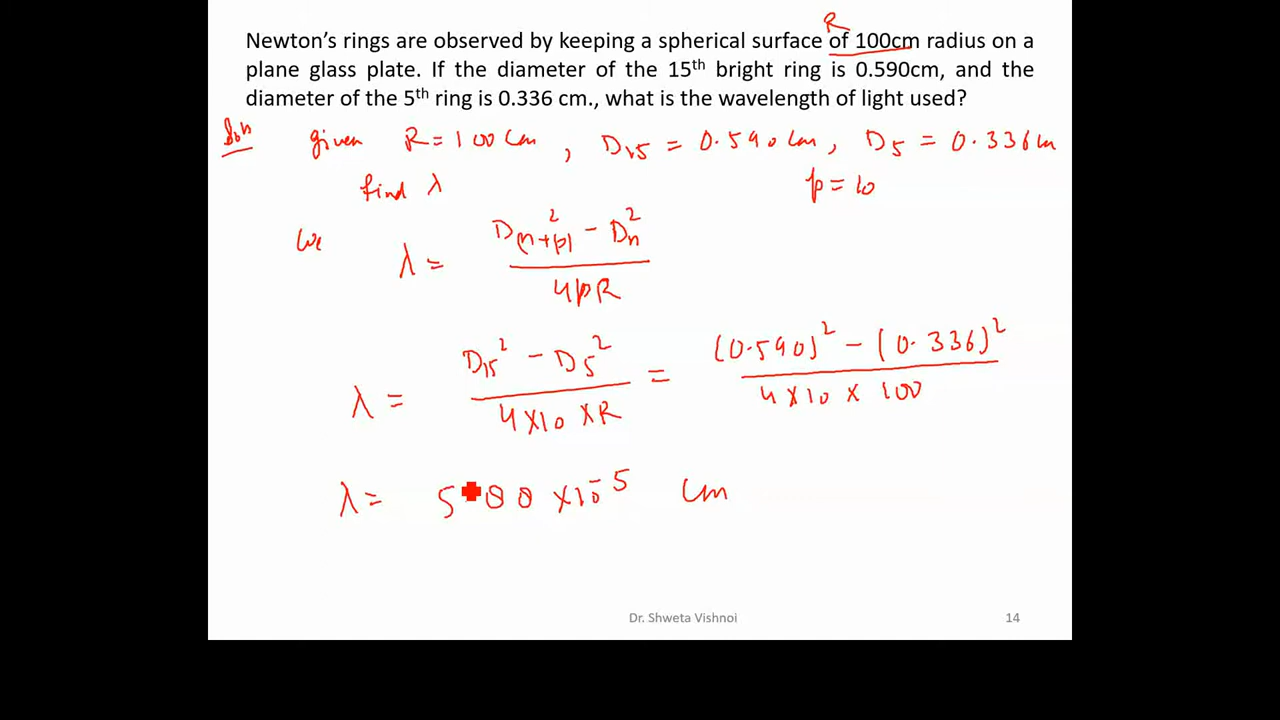 R
Newton’s rings are observed by keeping a spherical surface of 100cm radius on a
plane glass plate. If the diameter of the 15th bright ring is 0.590cm, and the
diameter of the 5th ring is 0.336 cm., what is the wavelength of light used?
Soln given R = 100 cm, D15 = 0.590 cm, D5 = 0.336 cm
find λ p = 10
we λ = D(n+p)² − Dn² / 4pR
λ = D15² − D5² / 4×10×R = (0.590)² − (0.336)² / 4×10×100
λ = 5 88 ×10⁻⁵ cm
Dr. Shweta Vishnoi 14